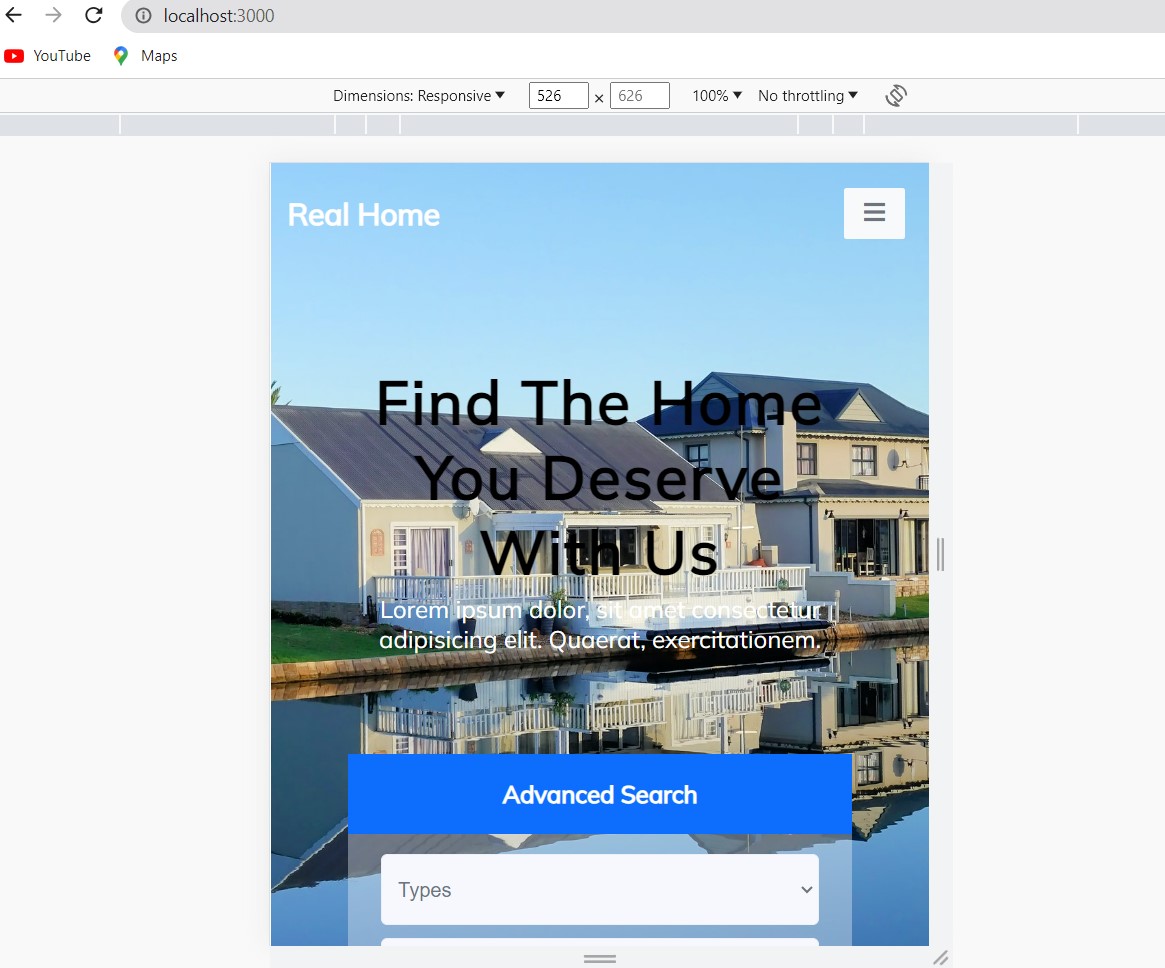 localhost:3000
YouTube Maps
Dimensions: Responsive 526 × 626 100% No throttling
Real Home
Find The Home
You Deserve
With Us
Lorem ipsum dolor, sit amet consectetur
adipisicing elit. Quaerat, exercitationem.
Advanced Search
Types